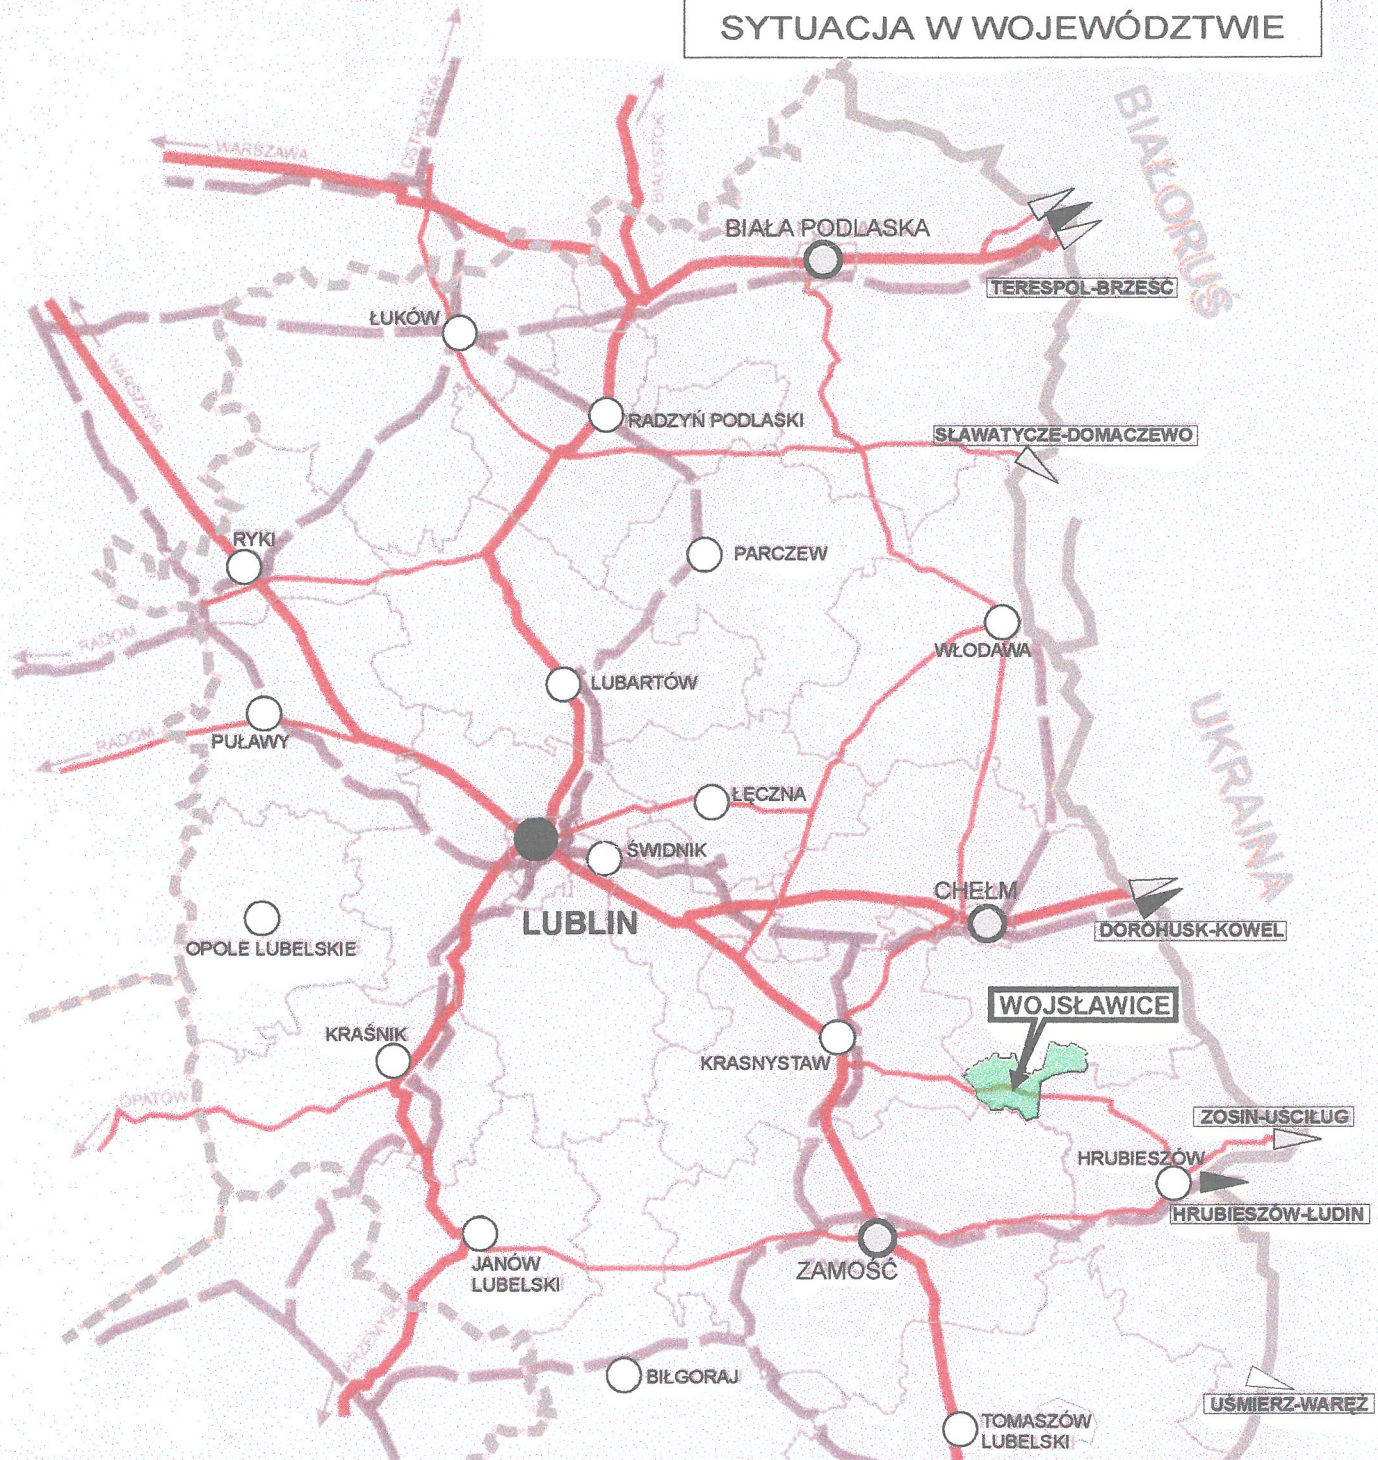 SYTUACJA W WOJEWÓDZTWIE
OSTROŁĘKA
WARSZAWA
BIAŁYSTOK
BIAŁORUŚ
BIAŁA PODLASKA
TERESPOL-BRZEŚĆ
ŁUKÓW
WARSZAWA
RADZYŃ PODLASKI
SŁAWATYCZE-DOMACZEWO
RYKI
PARCZEW
RADOM
WŁODAWA
LUBARTÓW
UKRAINA
RADOM
PUŁAWY
ŁĘCZNA
ŚWIDNIK
CHEŁM
LUBLIN
DOROHUSK-KOWEL
OPOLE LUBELSKIE
WOJSŁAWICE
KRAŚNIK
KRASNYSTAW
OPATÓW
ZOSIN-USCIŁUG
HRUBIESZÓW
HRUBIESZÓW-ŁUDIN
JANÓW
LUBELSKI
ZAMOŚĆ
PRZEMYŚL
BIŁGORAJ
UŚMIERZ-WARĘŻ
TOMASZÓW
LUBELSKI